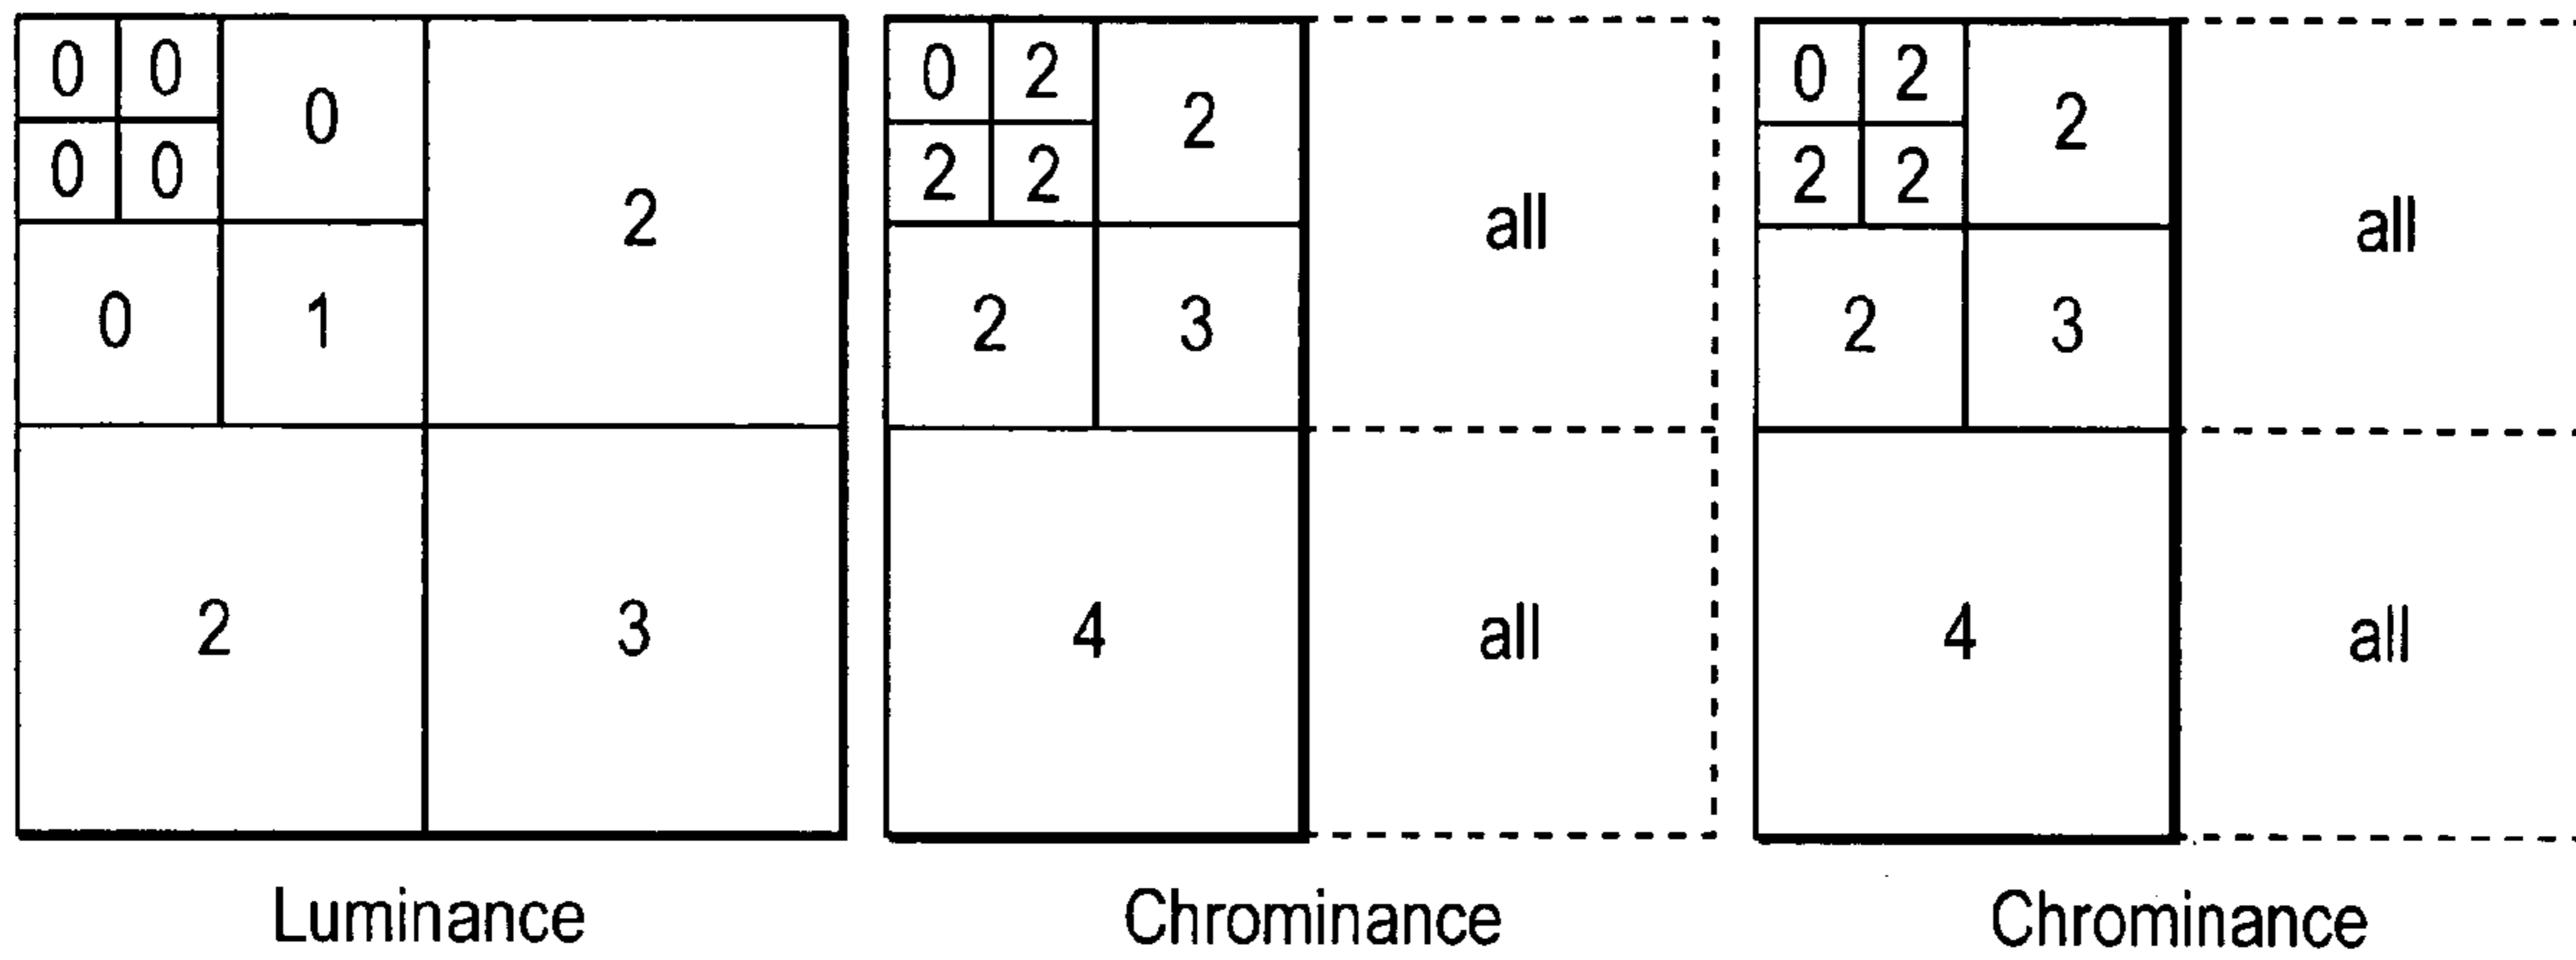 0 0 0 2 0 2 2 all 0 2 2 all
0 0 2 2 2 2
0 1 2 3 2 3
2 3 4 all 4 all
Luminance Chrominance Chrominance